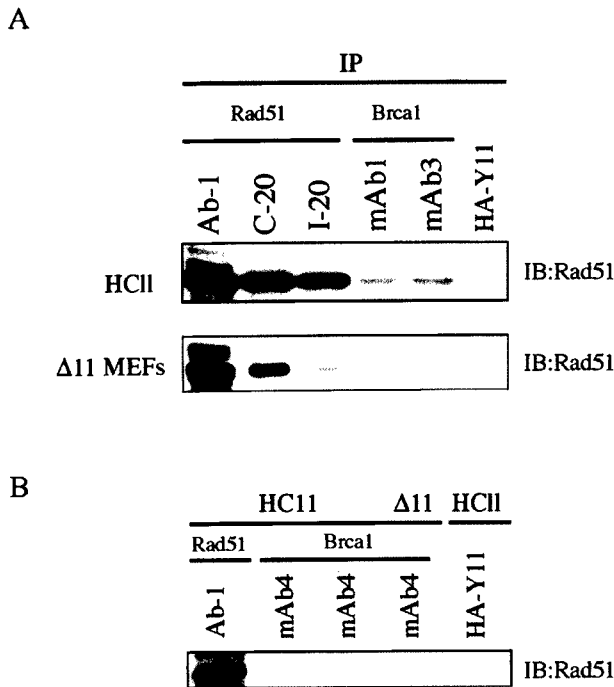 A
IP
Rad51 Brca1
Ab-1 C-20 I-20 mAb1 mAb3 HA-Y11
HCll IB:Rad51
Δ11 MEFs IB:Rad51
B
HC11 Δ11 HCll
Rad51 Brca1
Ab-1 mAb4 mAb4 mAb4 HA-Y11
IB:Rad51